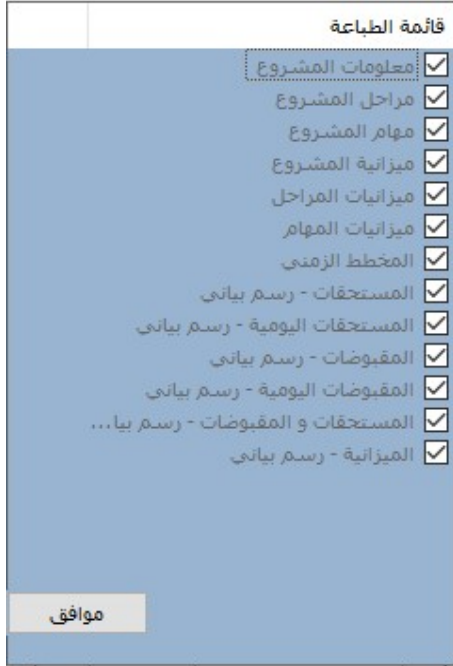 قائمة الطباعة
معلومات المشروع
مراحل المشروع
مهام المشروع
ميزانية المشروع
ميزانيات المراحل
ميزانيات المهام
المخطط الزمني
المستحقات - رسم بياني
المستحقات اليومية - رسم بياني
المقبوضات - رسم بياني
المقبوضات اليومية - رسم بياني
المستحقات و المقبوضات - رسم بيا...
الميزانية - رسم بياني
موافق